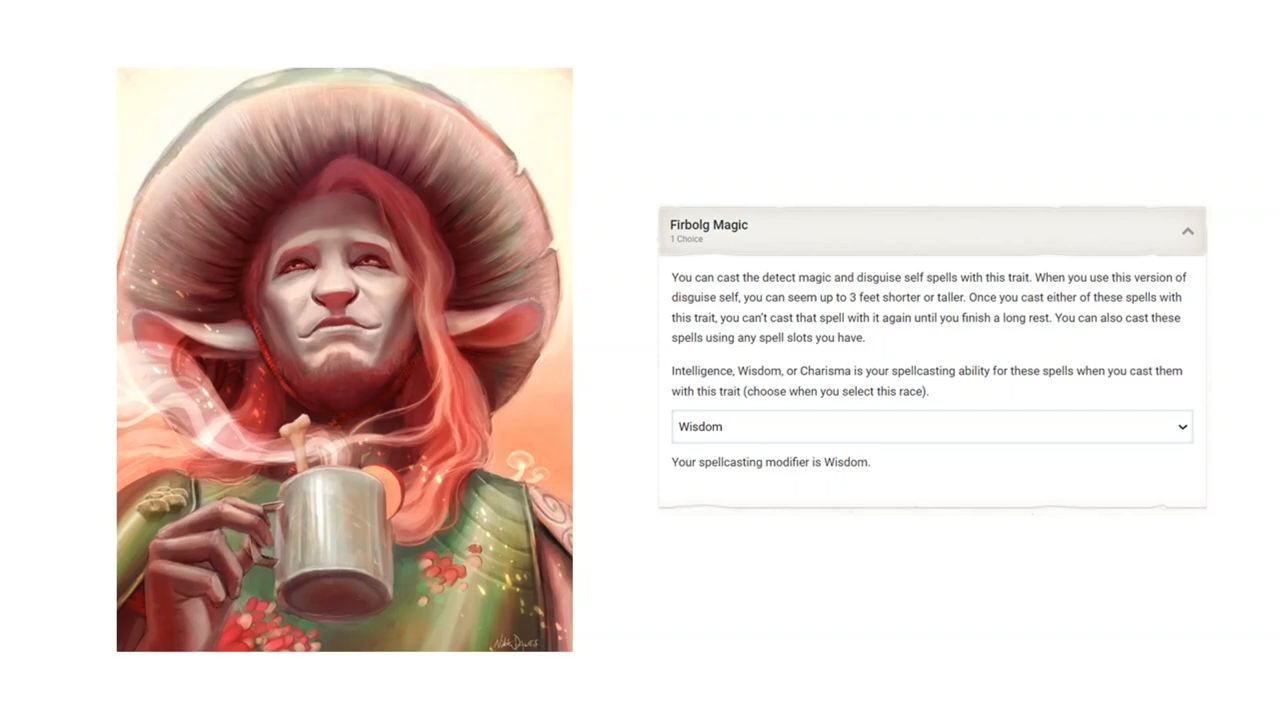 Firbolg Magic
1 Choice
You can cast the detect magic and disguise self spells with this trait. When you use this version of
disguise self, you can seem up to 3 feet shorter or taller. Once you cast either of these spells with
this trait, you can't cast that spell with it again until you finish a long rest. You can also cast these
spells using any spell slots you have.
Intelligence, Wisdom, or Charisma is your spellcasting ability for these spells when you cast them
with this trait (choose when you select this race).
Wisdom
Your spellcasting modifier is Wisdom.